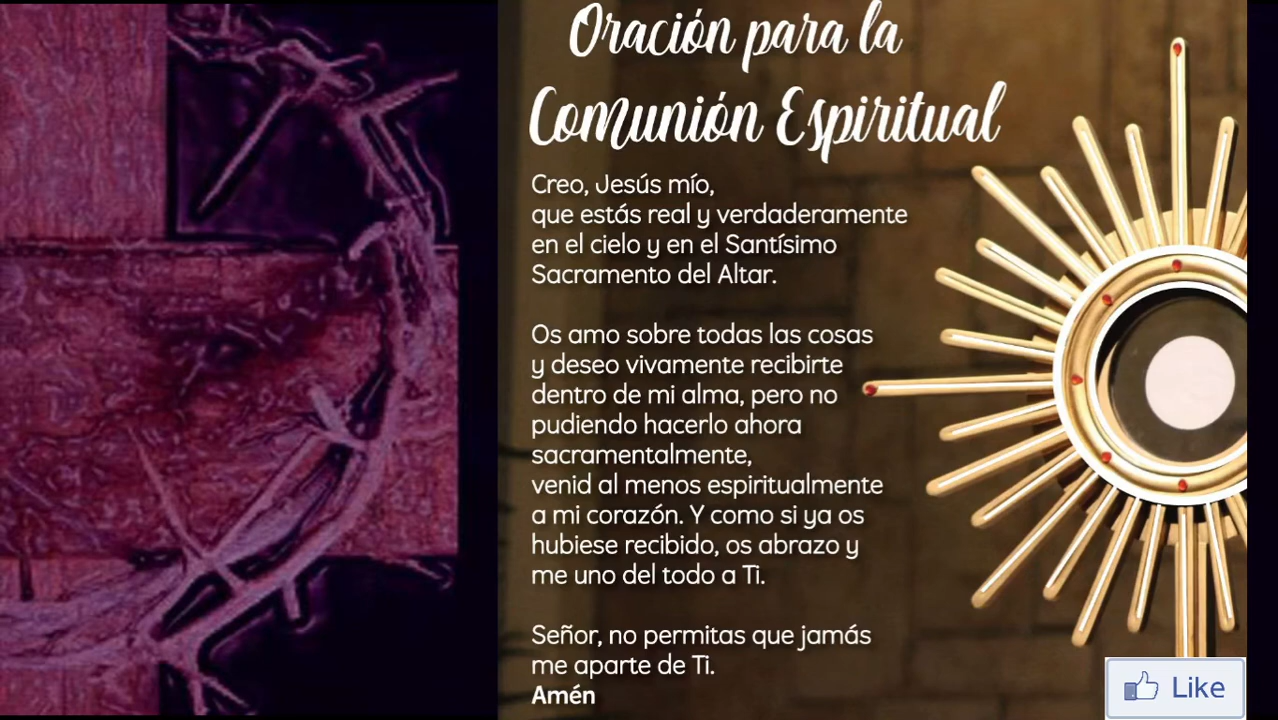 Oración para la
Comunión Espiritual
Creo, Jesús mío,
que estás real y verdaderamente
en el cielo y en el Santísimo
Sacramento del Altar.
Os amo sobre todas las cosas
y deseo vivamente recibirte
dentro de mi alma, pero no
pudiendo hacerlo ahora
sacramentalmente,
venid al menos espiritualmente
a mi corazón. Y como si ya os
hubiese recibido, os abrazo y
me uno del todo a Ti.
Señor, no permitas que jamás
me aparte de Ti.
Amén
Like